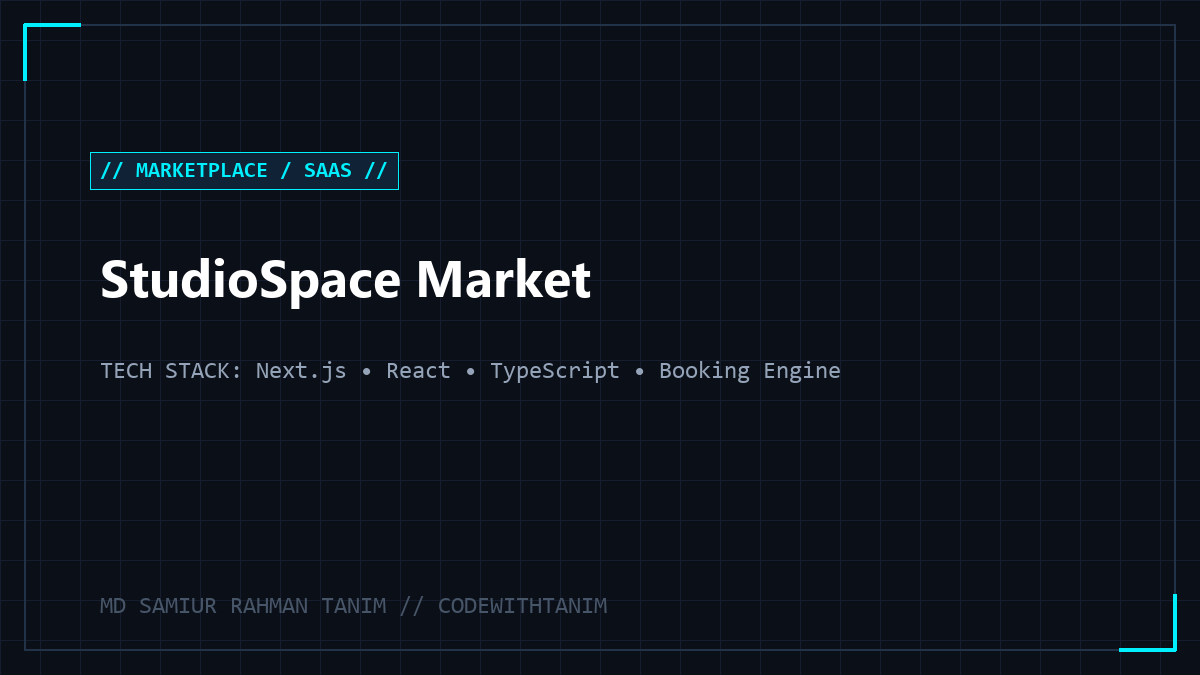 // MARKETPLACE / SAAS //
StudioSpace Market
TECH STACK: Next.js • React • TypeScript • Booking Engine
MD SAMIUR RAHMAN TANIM // CODEWITHTANIM